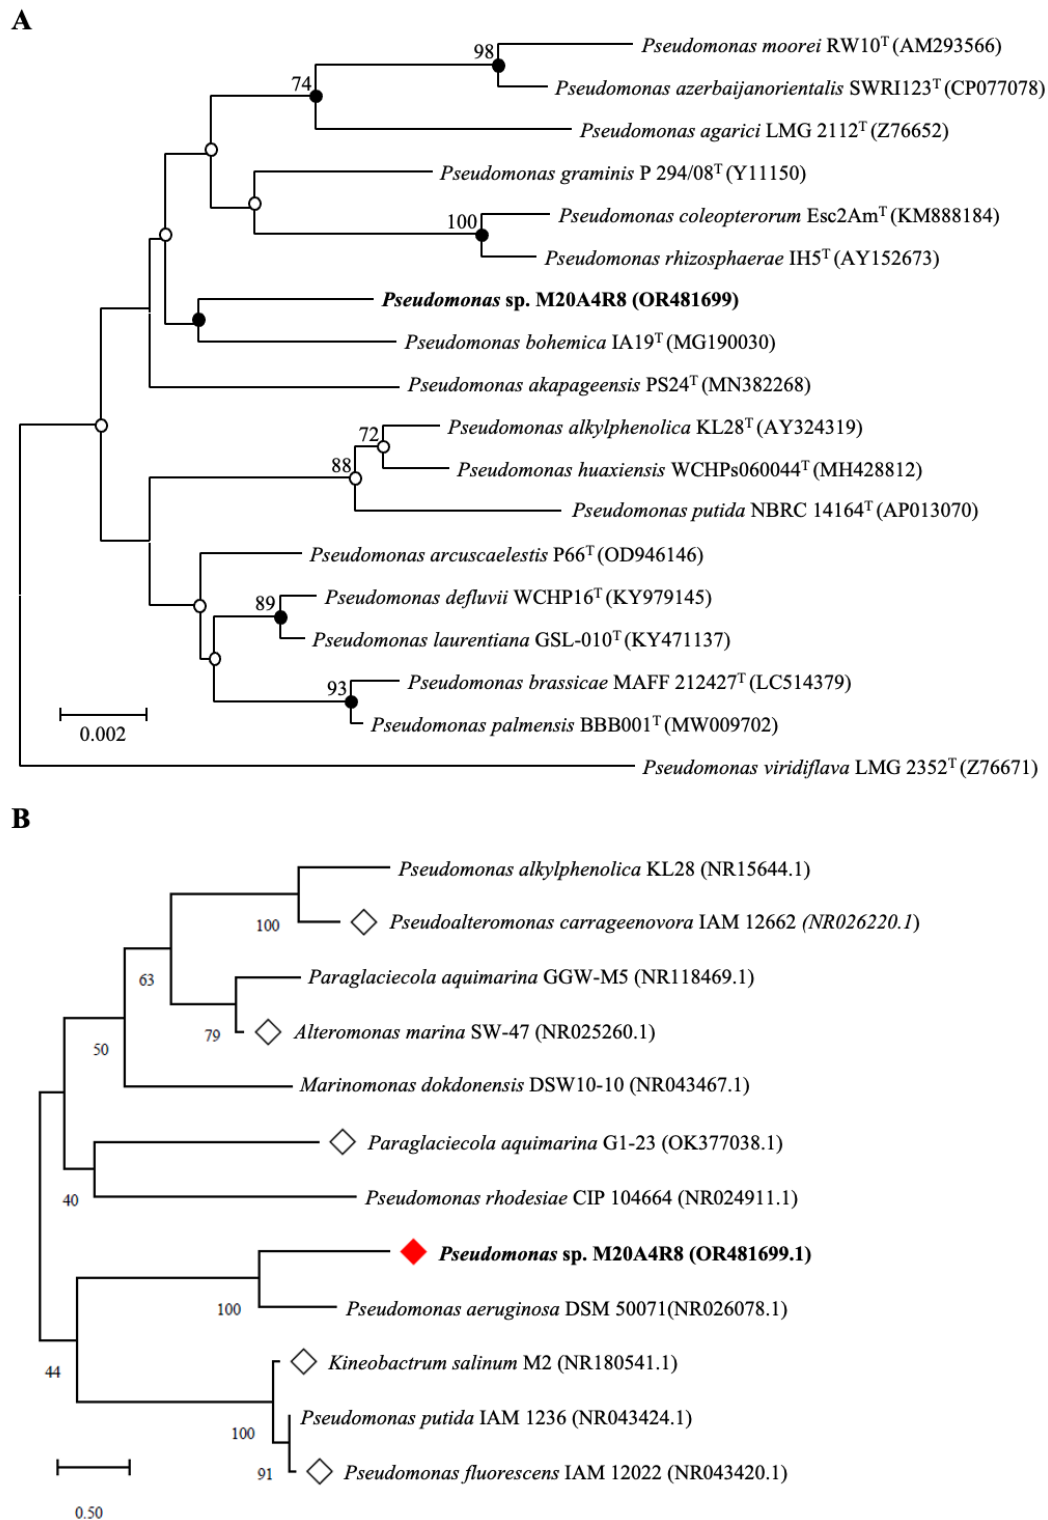 A
98
Pseudomonas moorei RW10ᵀ (AM293566)
74
Pseudomonas azerbaijanorientalis SWRI123ᵀ (CP077078)
Pseudomonas agarici LMG 2112ᵀ (Z76652)
Pseudomonas graminis P 294/08ᵀ (Y11150)
100
Pseudomonas coleopterorum Esc2Amᵀ (KM888184)
Pseudomonas rhizosphaerae IH5ᵀ (AY152673)
Pseudomonas sp. M20A4R8 (OR481699)
Pseudomonas bohemica IA19ᵀ (MG190030)
Pseudomonas akapageensis PS24ᵀ (MN382268)
72
Pseudomonas alkylphenolica KL28ᵀ (AY324319)
88
Pseudomonas huaxiensis WCHPs060044ᵀ (MH428812)
Pseudomonas putida NBRC 14164ᵀ (AP013070)
Pseudomonas arcuscaelestis P66ᵀ (OD946146)
89
Pseudomonas defluvii WCHP16ᵀ (KY979145)
Pseudomonas laurentiana GSL-010ᵀ (KY471137)
93
Pseudomonas brassicae MAFF 212427ᵀ (LC514379)
Pseudomonas palmensis BBB001ᵀ (MW009702)
0.002
Pseudomonas viridiflava LMG 2352ᵀ (Z76671)
B
Pseudomonas alkylphenolica KL28 (NR15644.1)
100
Pseudoalteromonas carrageenovora IAM 12662 (NR026220.1)
63
Paraglaciecola aquimarina GGW-M5 (NR118469.1)
79
Alteromonas marina SW-47 (NR025260.1)
50
Marinomonas dokdonensis DSW10-10 (NR043467.1)
Paraglaciecola aquimarina G1-23 (OK377038.1)
40
Pseudomonas rhodesiae CIP 104664 (NR024911.1)
Pseudomonas sp. M20A4R8 (OR481699.1)
100
Pseudomonas aeruginosa DSM 50071(NR026078.1)
44
Kineobactrum salinum M2 (NR180541.1)
100
Pseudomonas putida IAM 1236 (NR043424.1)
91
Pseudomonas fluorescens IAM 12022 (NR043420.1)
0.50